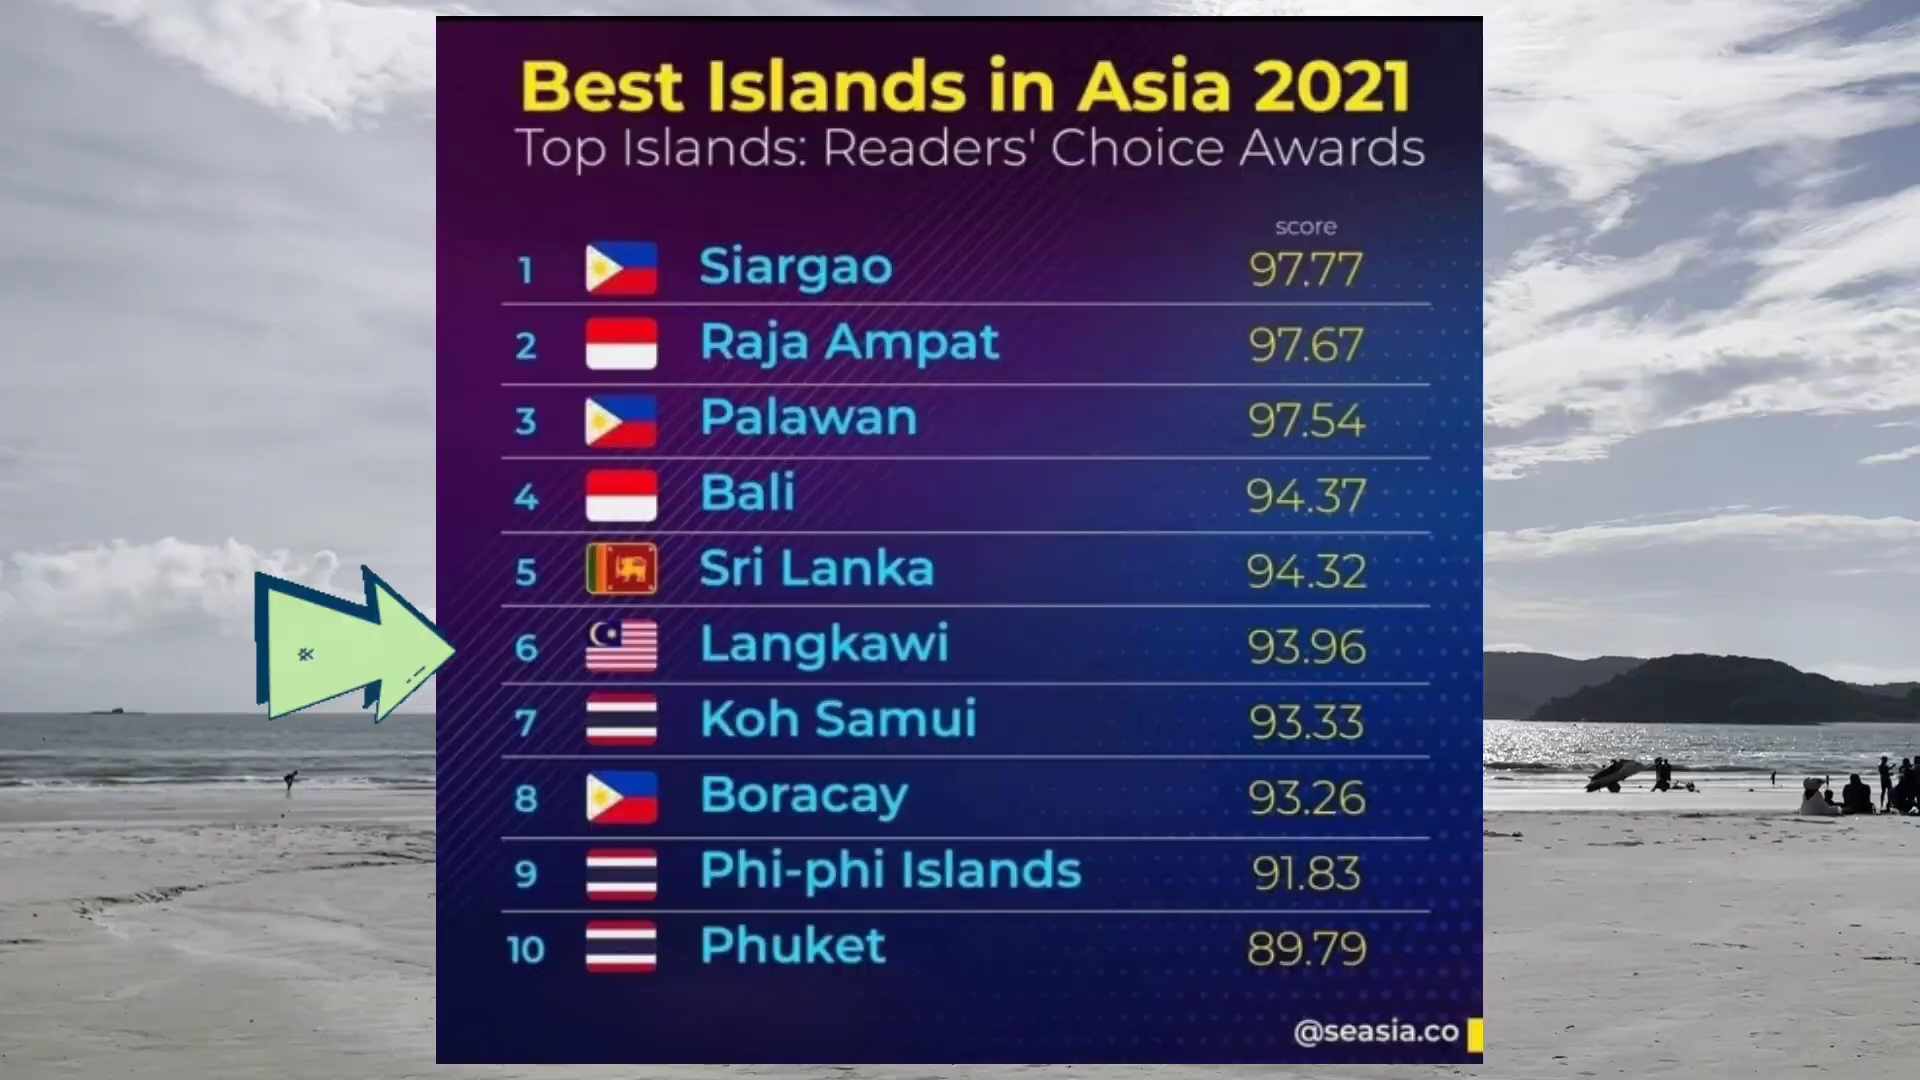 Best Islands in Asia 2021
Top Islands: Readers' Choice Awards
score
1 Siargao 97.77
2 Raja Ampat 97.67
3 Palawan 97.54
4 Bali 94.37
5 Sri Lanka 94.32
6 Langkawi 93.96
7 Koh Samui 93.33
8 Boracay 93.26
9 Phi-phi Islands 91.83
10 Phuket 89.79
@seasia.co